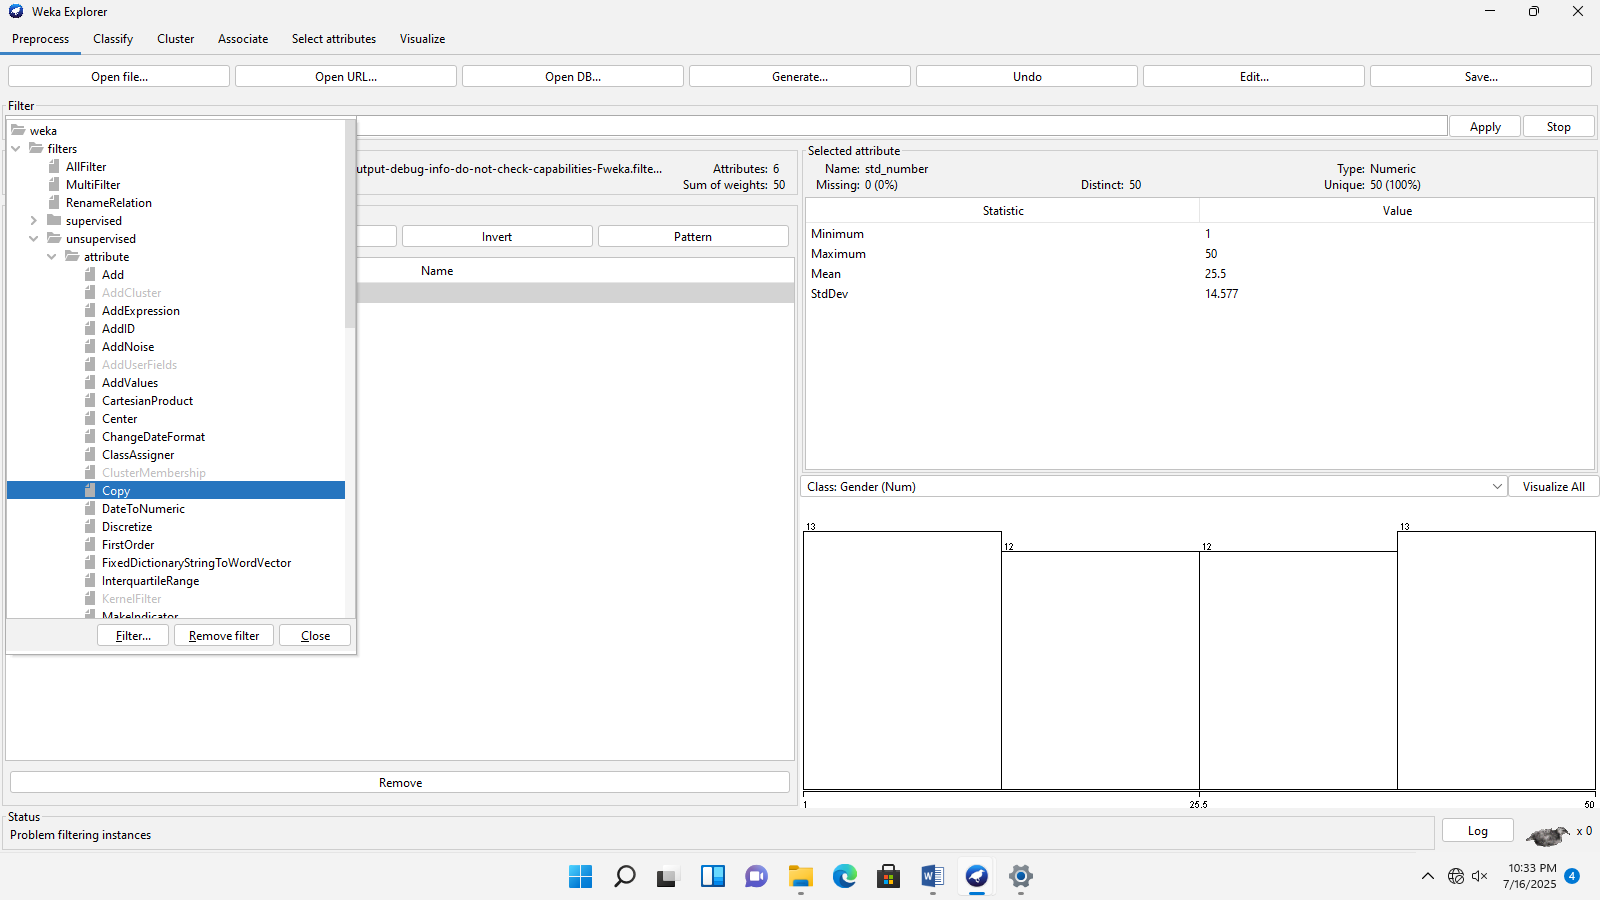 Weka Explorer
Preprocess Classify Cluster Associate Select attributes Visualize
Open file... Open URL... Open DB... Generate... Undo Edit... Save...
Filter
Apply Stop
weka
filters
AllFilter
MultiFilter
RenameRelation
supervised
unsupervised
attribute
Add
AddCluster
AddExpression
AddID
AddNoise
AddUserFields
AddValues
CartesianProduct
Center
ChangeDateFormat
ClassAssigner
ClusterMembership
Copy
DateToNumeric
Discretize
FirstOrder
FixedDictionaryStringToWordVector
InterquartileRange
KernelFilter
MakeIndicator
Filter... Remove filter Close
utput-debug-info-do-not-check-capabilities-Fweka.filte... Attributes: 6
Sum of weights: 50
Invert Pattern
Name
Remove
Selected attribute
Name: std_number Type: Numeric
Missing: 0 (0%) Distinct: 50 Unique: 50 (100%)
Statistic Value
Minimum 1
Maximum 50
Mean 25.5
StdDev 14.577
Class: Gender (Num) Visualize All
13 12 12 13
1 25.5 50
Status
Problem filtering instances
Log x 0
10:33 PM
7/16/2025 4